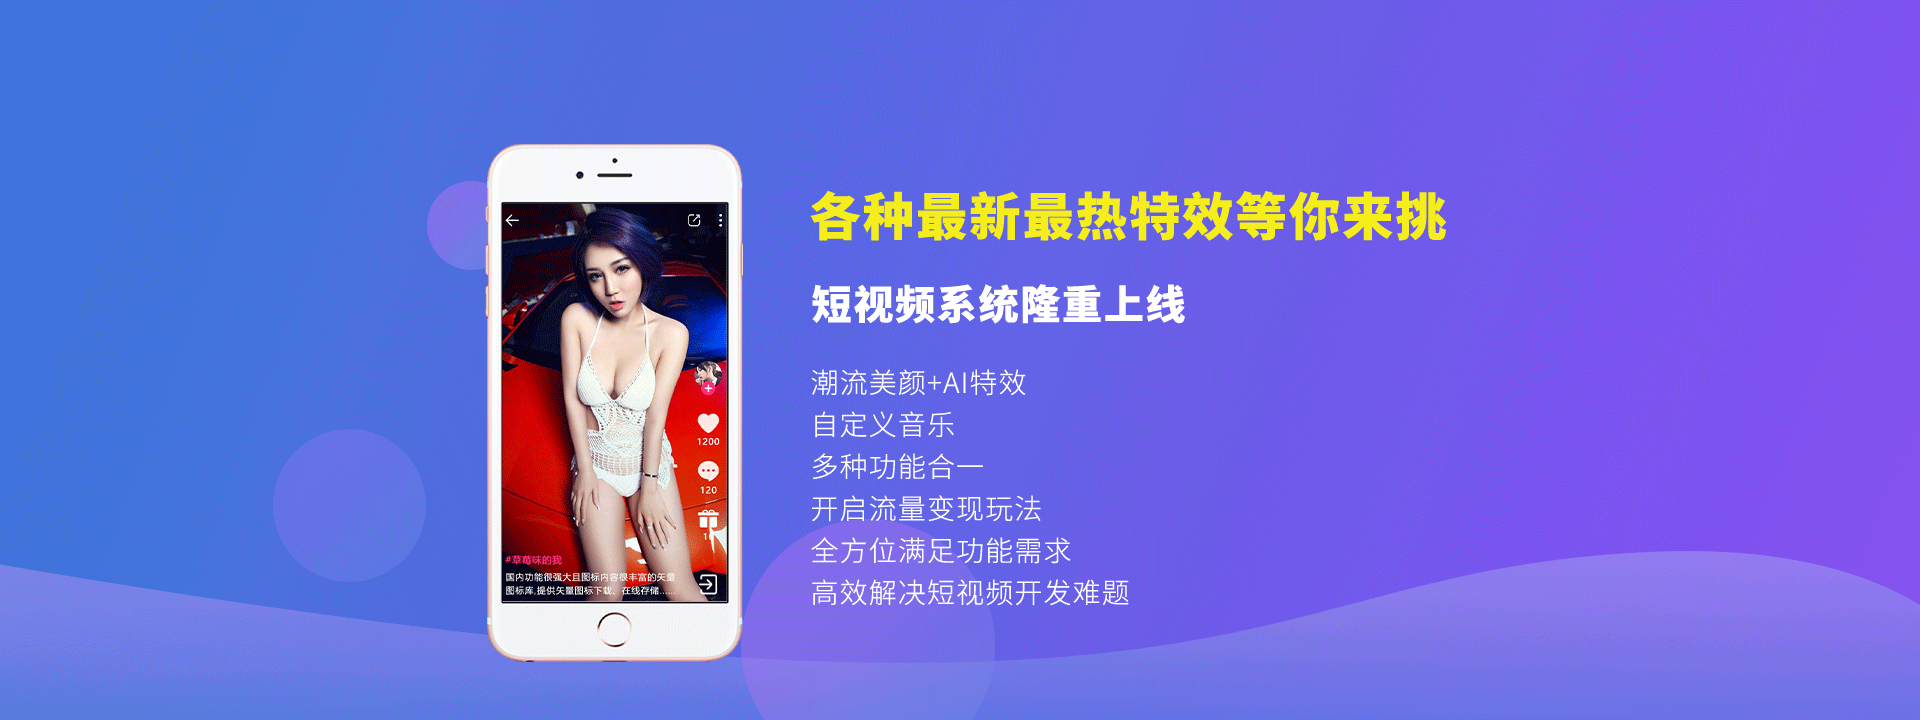 各种最新最热特效等你来挑
短视频系统隆重上线
潮流美颜+AI特效
自定义音乐
多种功能合一
开启流量变现玩法
全方位满足功能需求
高效解决短视频开发难题
1200
120
#草莓味的我
国内功能很强大且图标内容很丰富的矢量
图标库,提供矢量图标下载、在线存储......